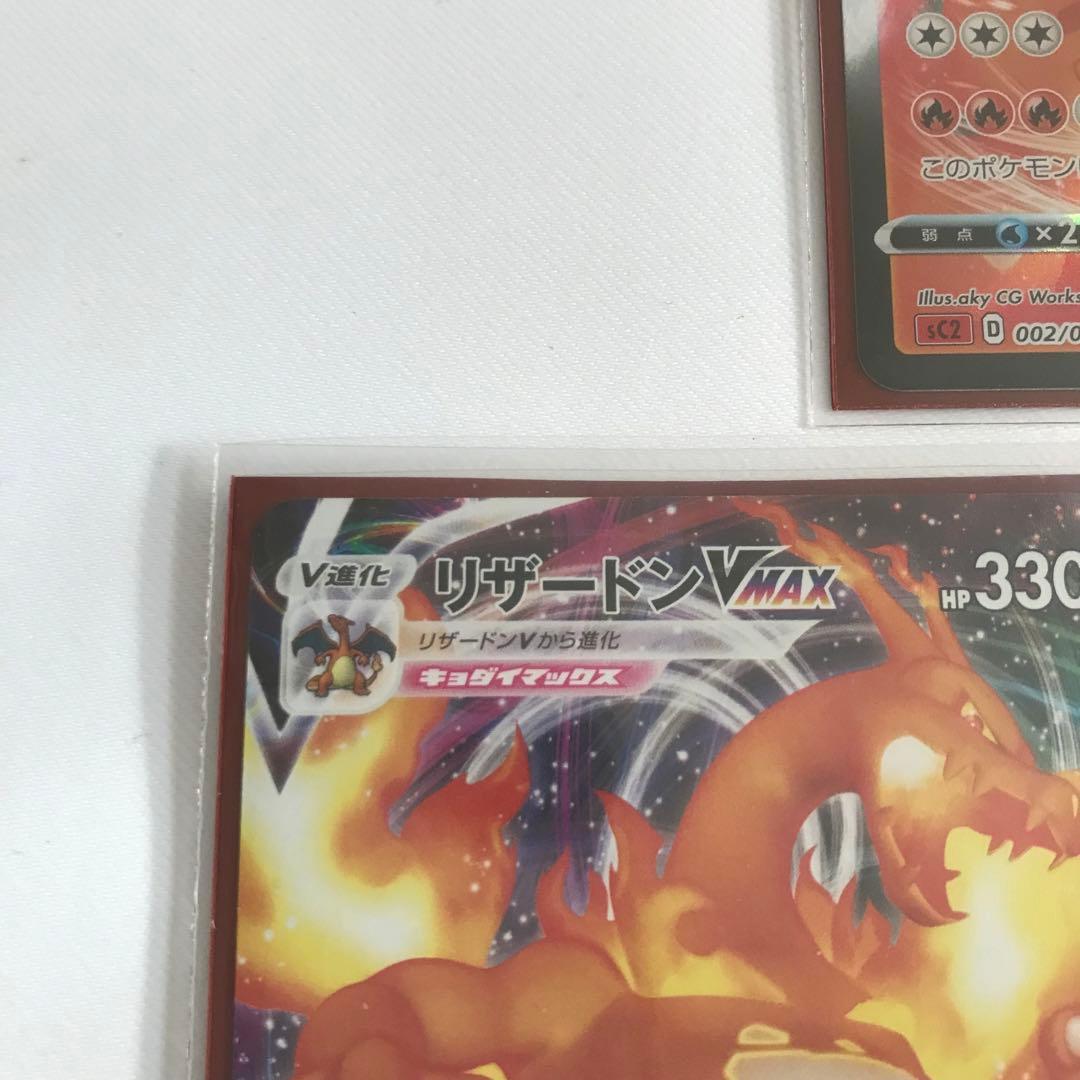 このポケモン
弱点 ×2
Illus.aky CG Works
sC2 D 002/0
V進化
リザードンVMAX
HP 330
リザードンVから進化
キョダイマックス